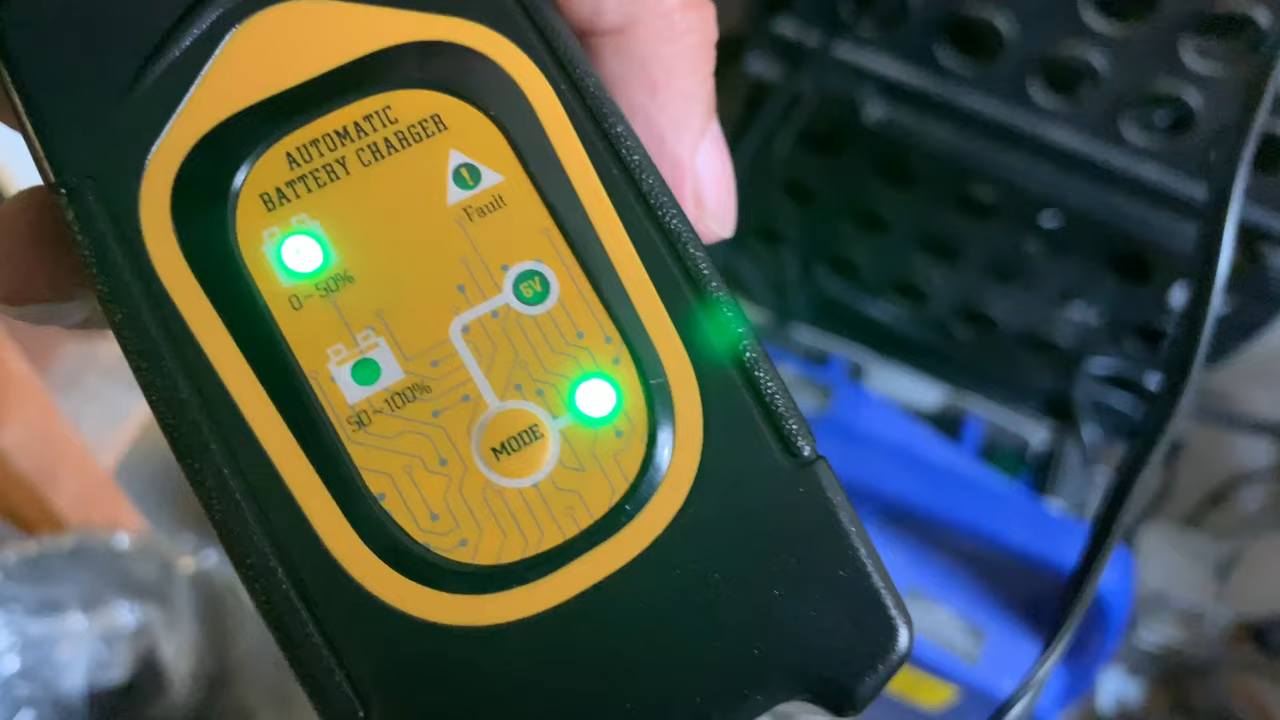 AUTOMATIC
BATTERY CHARGER
!
Fault
0~50%
6V
50~100%
MODE